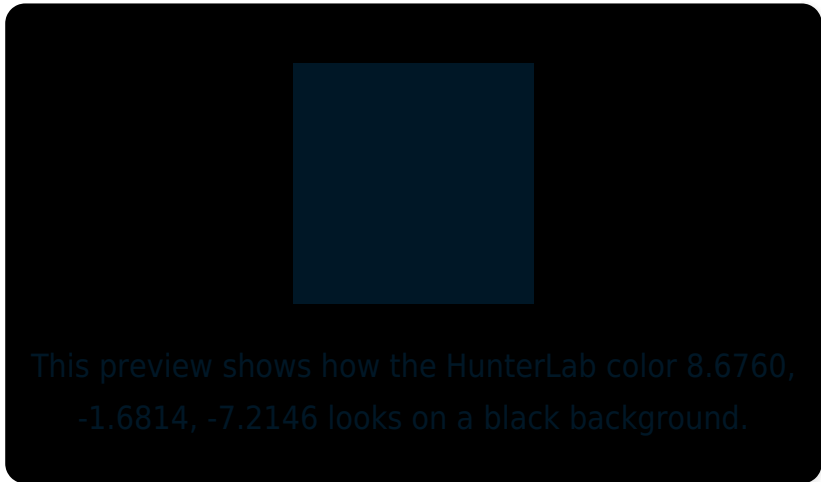 This preview shows how the HunterLab color 8.6760,
-1.6814, -7.2146 looks on a black background.